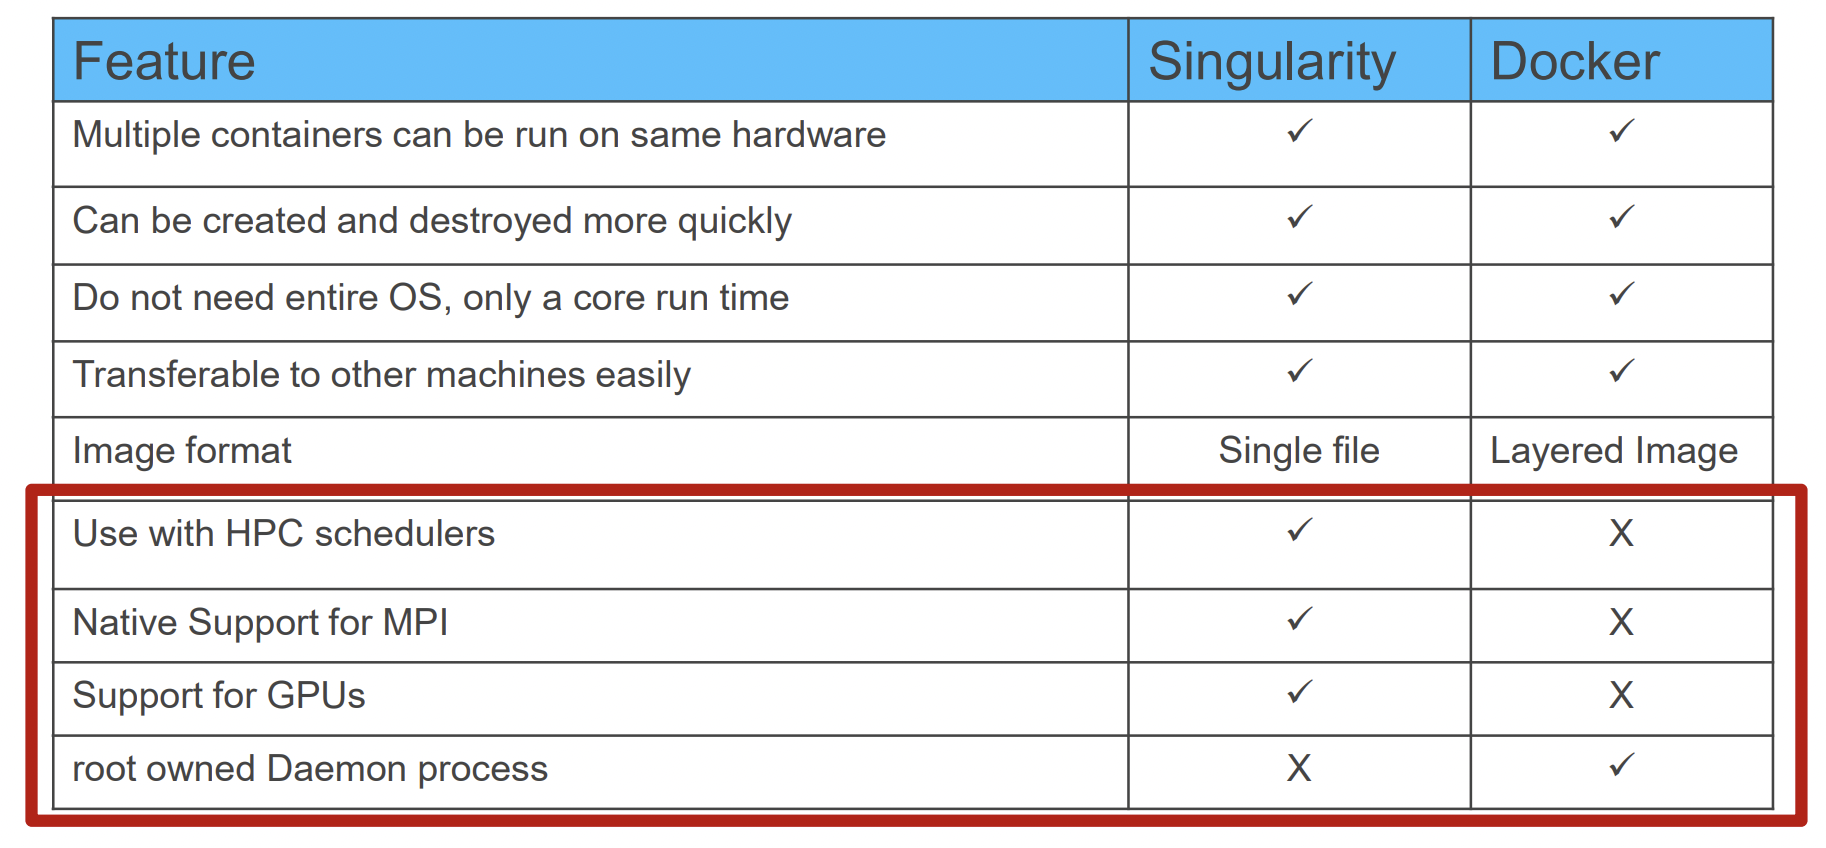 Feature Singularity Docker
Multiple containers can be run on same hardware ✓ ✓
Can be created and destroyed more quickly ✓ ✓
Do not need entire OS, only a core run time ✓ ✓
Transferable to other machines easily ✓ ✓
Image format Single file Layered Image
Use with HPC schedulers ✓ X
Native Support for MPI ✓ X
Support for GPUs ✓ X
root owned Daemon process X ✓